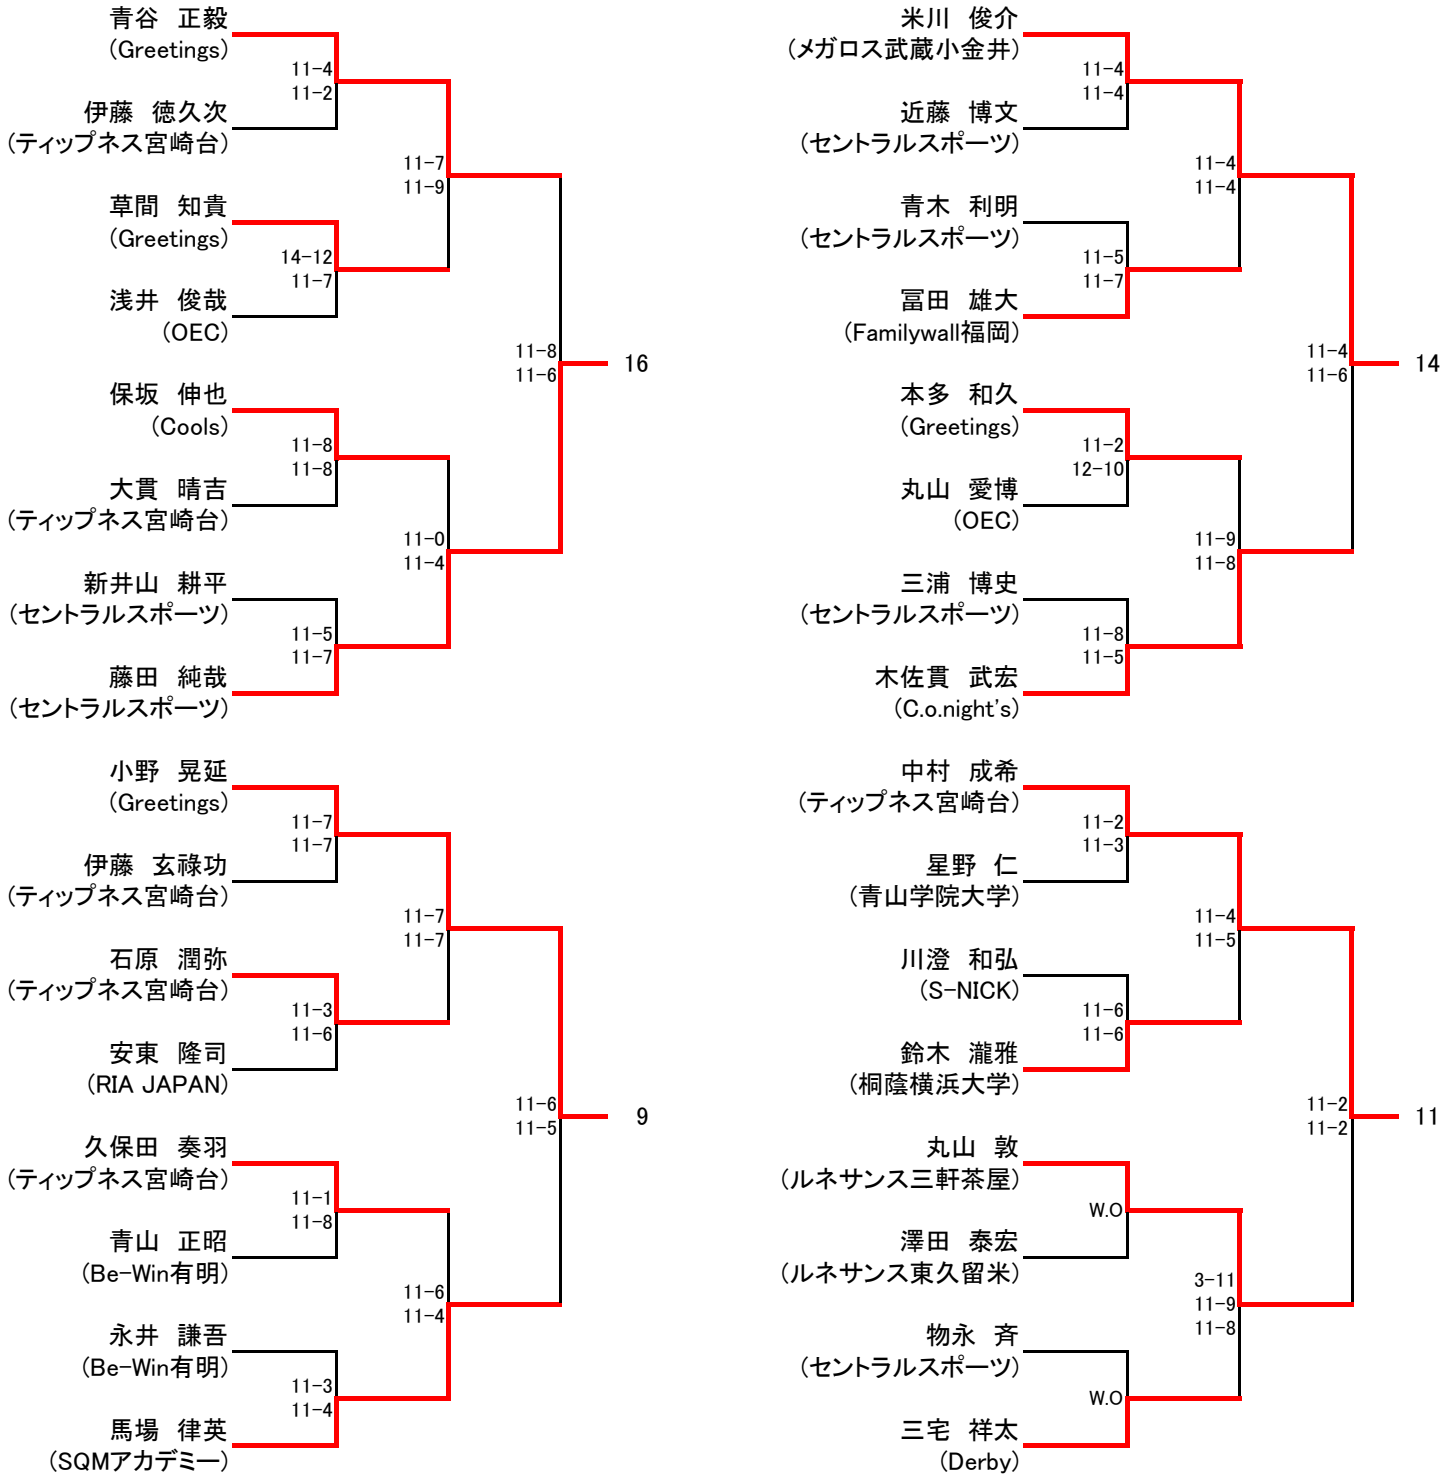 青谷 正毅
(Greetings)
11-4
11-2
伊藤 徳久次
(ティップネス宮崎台)
11-7
11-9
草間 知貴
(Greetings)
14-12
11-7
浅井 俊哉
(OEC)
11-8
11-6
16
保坂 伸也
(Cools)
11-8
11-8
大貫 晴吉
(ティップネス宮崎台)
11-0
11-4
新井山 耕平
(セントラルスポーツ)
11-5
11-7
藤田 純哉
(セントラルスポーツ)
小野 晃延
(Greetings)
11-7
11-7
伊藤 玄祿功
(ティップネス宮崎台)
11-7
11-7
石原 潤弥
(ティップネス宮崎台)
11-3
11-6
安東 隆司
(RIA JAPAN)
11-6
11-5
9
久保田 奏羽
(ティップネス宮崎台)
11-1
11-8
青山 正昭
(Be-Win有明)
11-6
11-4
永井 謙吾
(Be-Win有明)
11-3
11-4
馬場 律英
(SQMアカデミー)
米川 俊介
(メガロス武蔵小金井)
11-4
11-4
近藤 博文
(セントラルスポーツ)
11-4
11-4
青木 利明
(セントラルスポーツ)
11-5
11-7
冨田 雄大
(Familywall福岡)
11-4
11-6
14
本多 和久
(Greetings)
11-2
12-10
丸山 愛博
(OEC)
11-9
11-8
三浦 博史
(セントラルスポーツ)
11-8
11-5
木佐貫 武宏
(C.o.night's)
中村 成希
(ティップネス宮崎台)
11-2
11-3
星野 仁
(青山学院大学)
11-4
11-5
川澄 和弘
(S-NICK)
11-6
11-6
鈴木 瀧雅
(桐蔭横浜大学)
11-2
11-2
11
丸山 敦
(ルネサンス三軒茶屋)
W.O
澤田 泰宏
(ルネサンス東久留米)
3-11
11-9
11-8
物永 斉
(セントラルスポーツ)
W.O
三宅 祥太
(Derby)